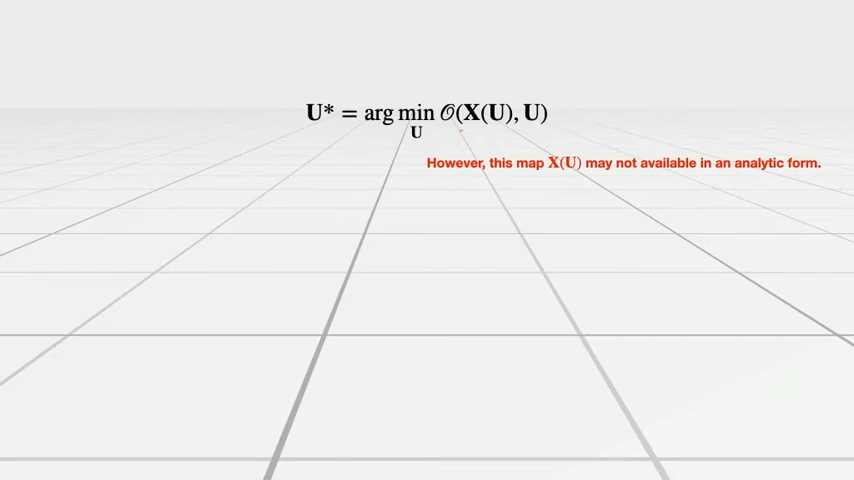 U* = arg min 𝒪(X(U), U)
U
However, this map X(U) may not available in an analytic form.